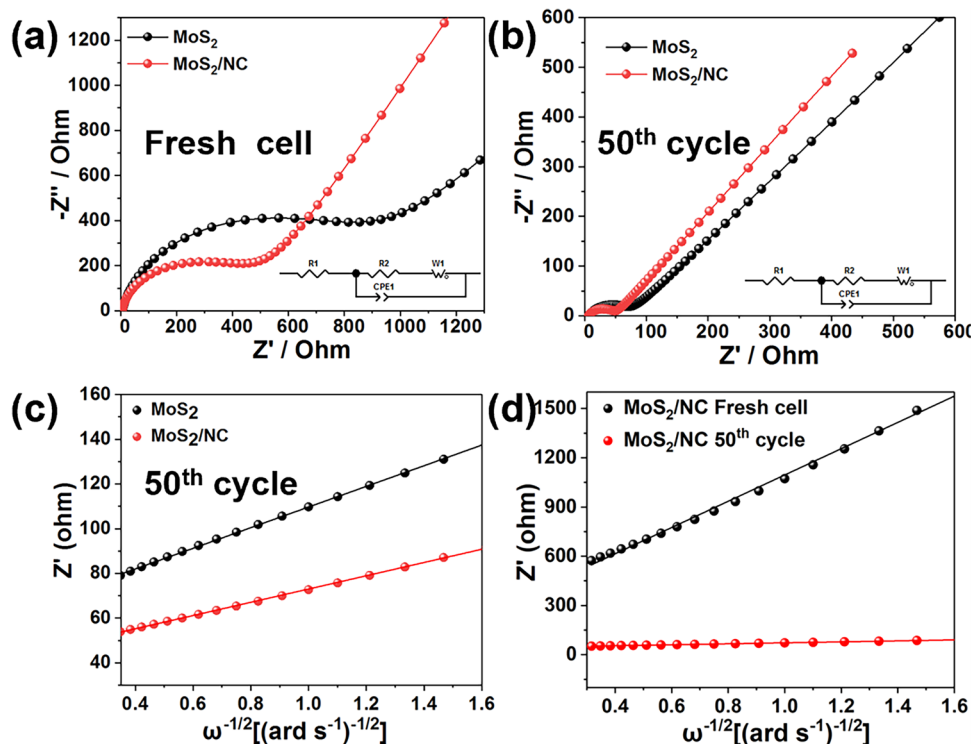 (a)
MoS2
MoS2/NC
Fresh cell
-Z'' / Ohm
1200
1000
800
600
400
200
0
R1
R2
W1
CPE1
0 200 400 600 800 1000 1200
Z' / Ohm
(b)
MoS2
MoS2/NC
50th cycle
-Z'' / Ohm
600
500
400
300
200
100
0
R1
R2
W1
CPE1
0 100 200 300 400 500 600
Z' / Ohm
(c)
MoS2
MoS2/NC
50th cycle
Z' (ohm)
160
140
120
100
80
60
40
0.4 0.6 0.8 1.0 1.2 1.4 1.6
ω-1/2[(ard s-1)-1/2]
(d)
MoS2/NC Fresh cell
MoS2/NC 50th cycle
Z' (ohm)
1500
1200
900
600
300
0
0.4 0.6 0.8 1.0 1.2 1.4 1.6
ω-1/2[(ard s-1)-1/2]